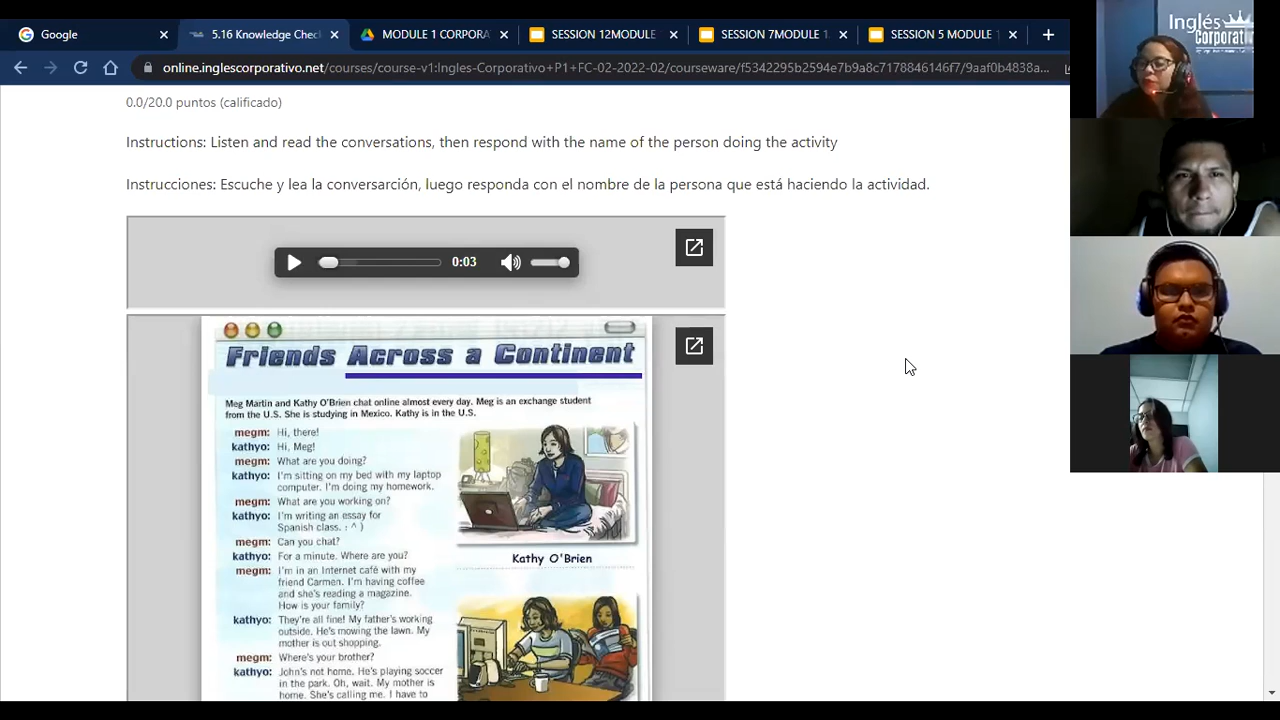 Google
5.16 Knowledge Chec
MODULE 1 CORPORA
SESSION 12MODULE
SESSION 7MODULE 1.
SESSION 5 MODULE 1
online.inglescorporativo.net/courses/course-v1:Ingles-Corporativo+P1+FC-02-2022-02/courseware/f5342295b2594e7b9a8c7178846146f7/9aaf0b4838a...
Inglés
Corporativo
0.0/20.0 puntos (calificado)
Instructions: Listen and read the conversations, then respond with the name of the person doing the activity
Instrucciones: Escuche y lea la conversarción, luego responda con el nombre de la persona que está haciendo la actividad.
0:03
Friends Across a Continent
Meg Martin and Kathy O'Brien chat online almost every day. Meg is an exchange student
from the U.S. She is studying in Mexico. Kathy is in the U.S.
megm: Hi, there!
kathyo: Hi, Meg!
megm: What are you doing?
kathyo: I'm sitting on my bed with my laptop
computer. I'm doing my homework.
megm: What are you working on?
kathyo: I'm writing an essay for
Spanish class. : ^ )
megm: Can you chat?
kathyo: For a minute. Where are you?
megm: I'm in an Internet café with my
friend Carmen. I'm having coffee
and she's reading a magazine.
How is your family?
kathyo: They're all fine! My father's working
outside. He's mowing the lawn. My
mother is out shopping.
megm: Where's your brother?
kathyo: John's not home. He's playing soccer
in the park. Oh, wait. My mother is
home. She's calling me. I have to
Kathy O'Brien